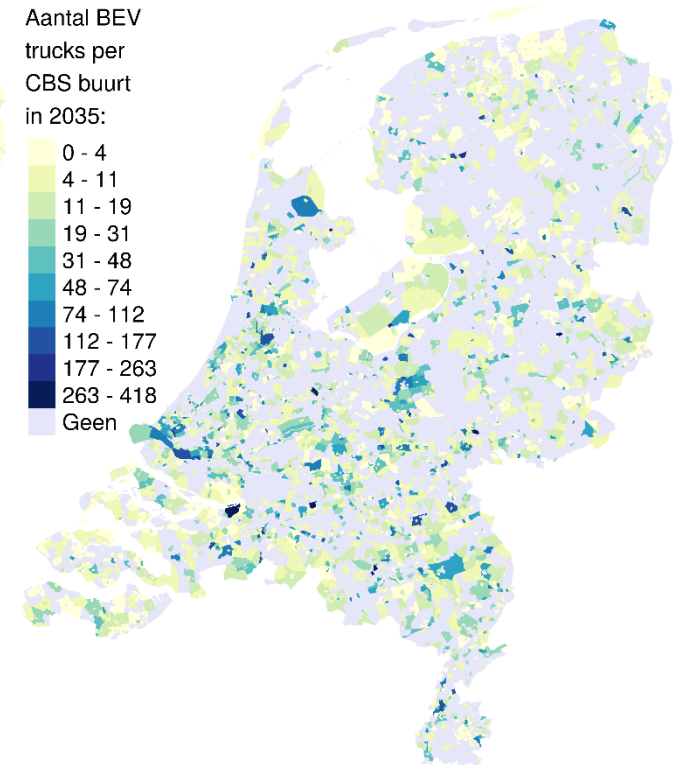 Aantal BEV
trucks per
CBS buurt
in 2035:
0 - 4
4 - 11
11 - 19
19 - 31
31 - 48
48 - 74
74 - 112
112 - 177
177 - 263
263 - 418
Geen